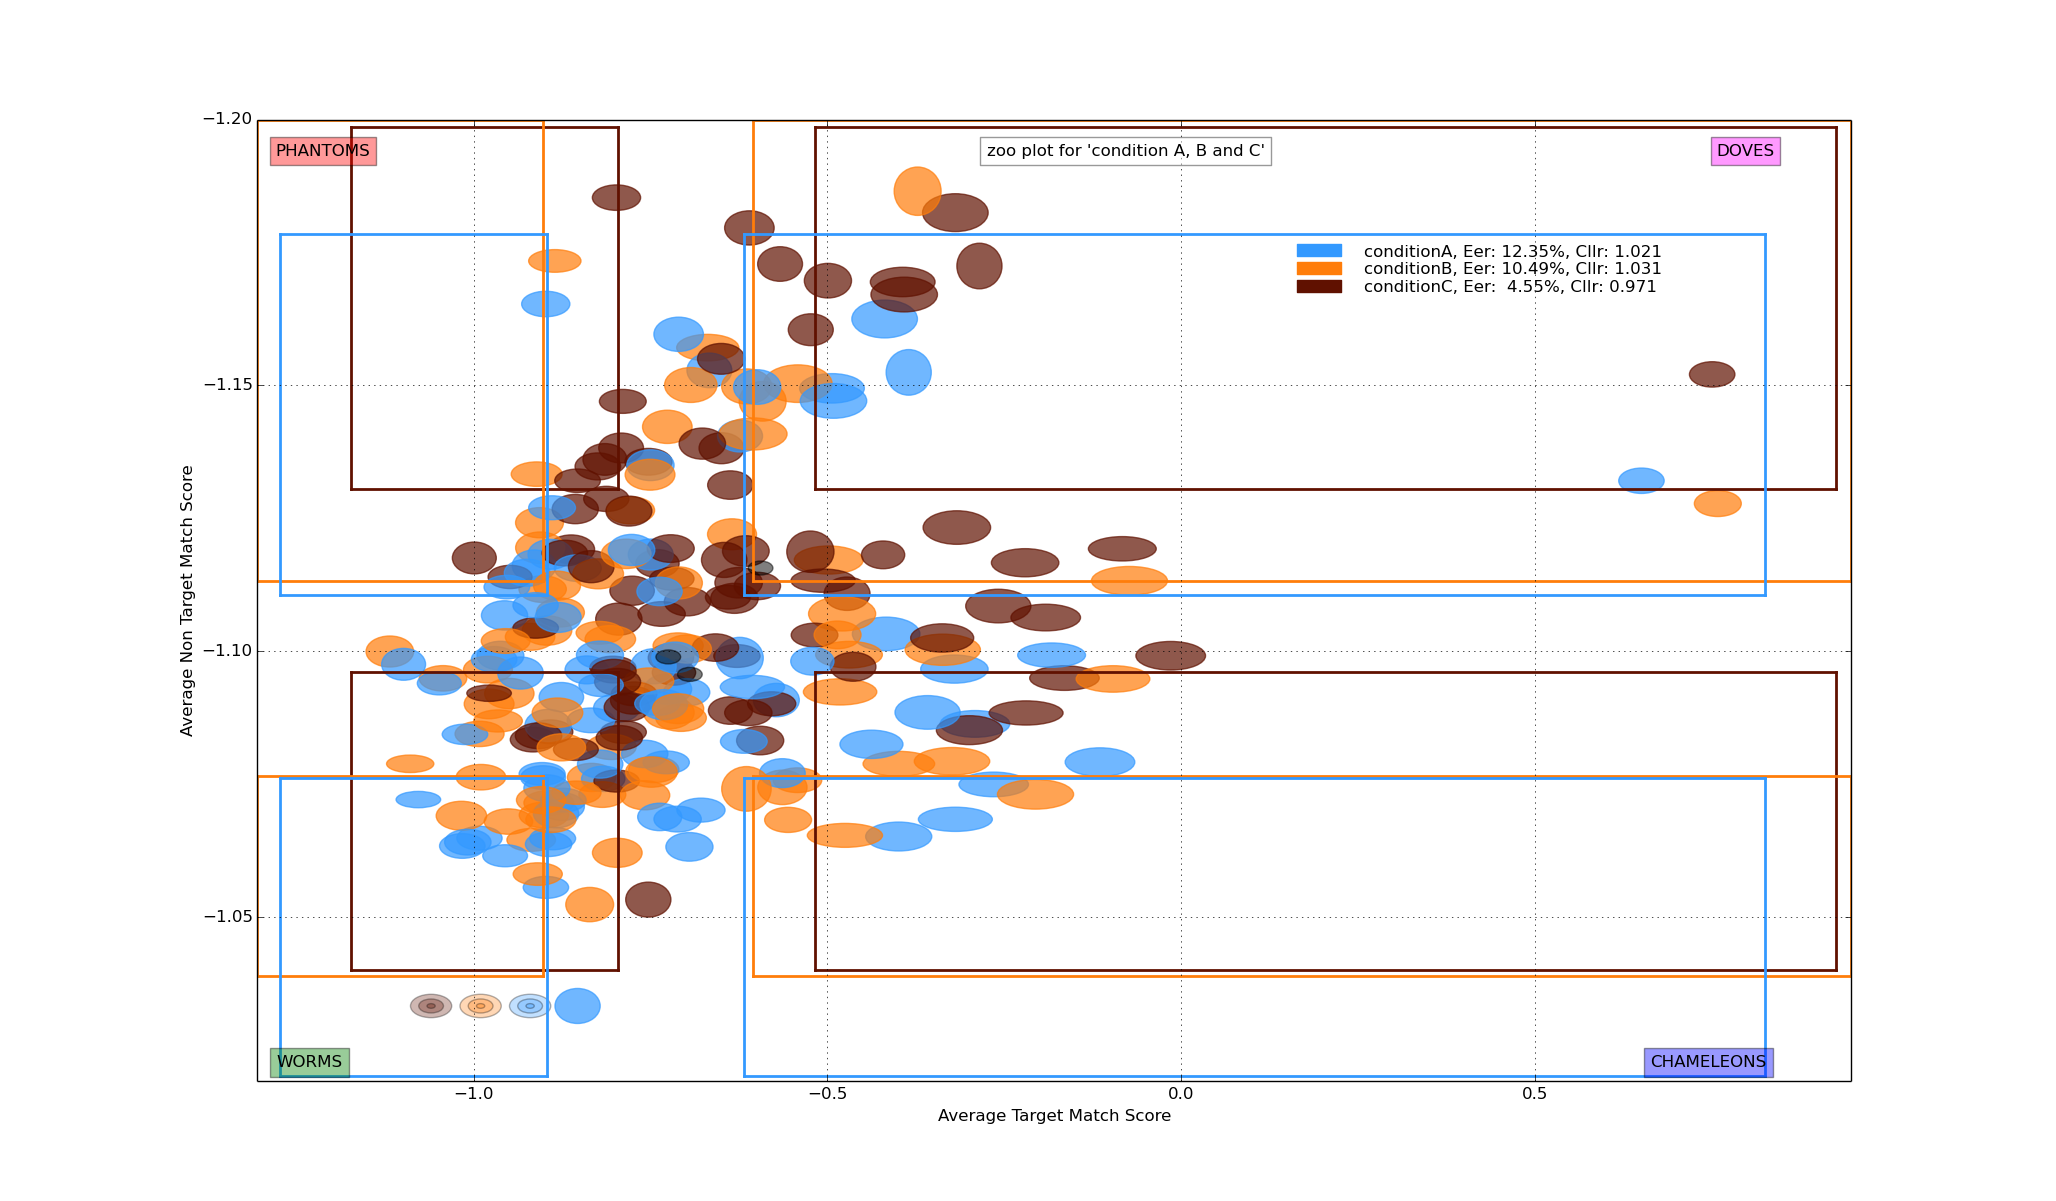 −1.20
PHANTOMS
zoo plot for 'condition A, B and C'
DOVES
conditionA, Eer: 12.35%, Cllr: 1.021
conditionB, Eer: 10.49%, Cllr: 1.031
conditionC, Eer:  4.55%, Cllr: 0.971
−1.15
Average Non Target Match Score
−1.10
−1.05
WORMS
CHAMELEONS
−1.0
−0.5
0.0
0.5
Average Target Match Score